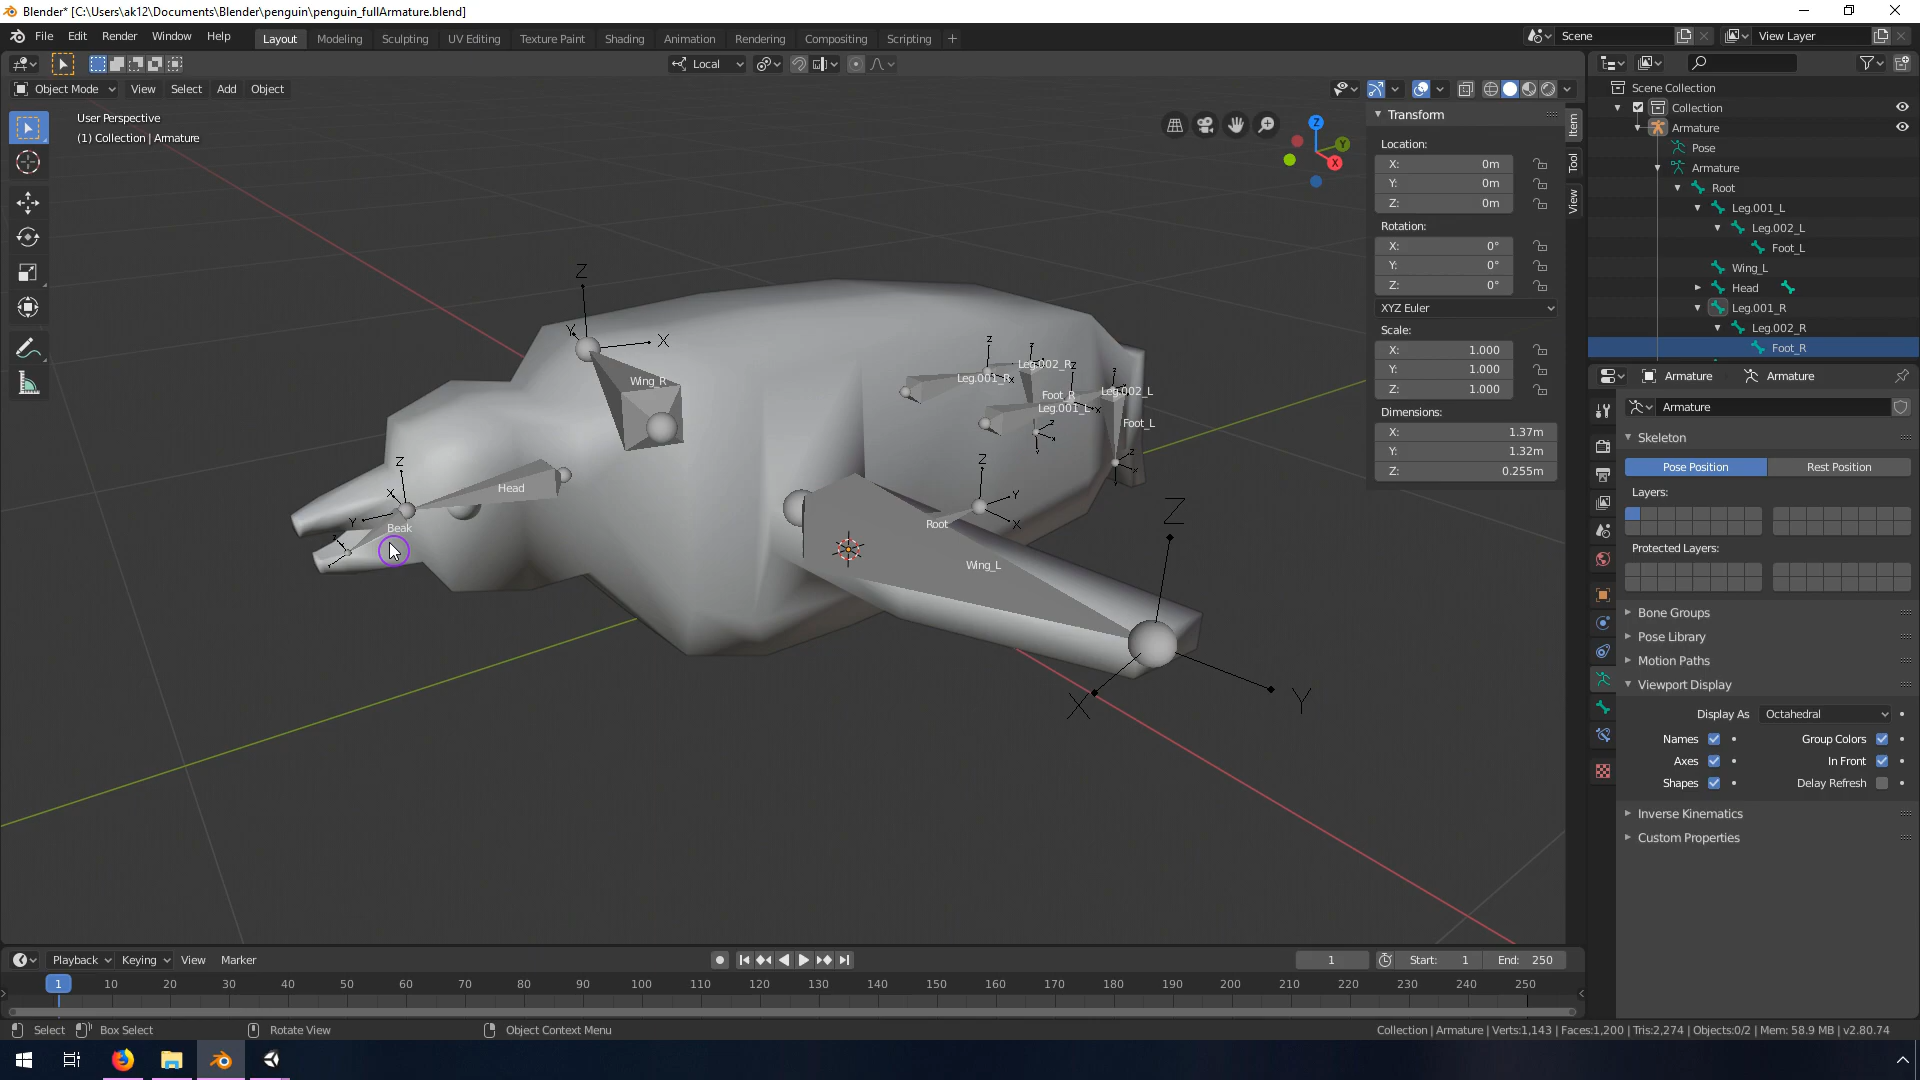 Blender* [C:\Users\ak12\Documents\Blender\penguin\penguin_fullArmature.blend]
File Edit Render Window Help Layout Modeling Sculpting UV Editing Texture Paint Shading Animation Rendering Compositing Scripting + Scene View Layer
Local
Object Mode View Select Add Object
User Perspective
(1) Collection | Armature
Z
Y
X
Transform
Location:
X: 0m
Y: 0m
Z: 0m
Rotation:
X: 0°
Y: 0°
Z: 0°
XYZ Euler
Scale:
X: 1.000
Y: 1.000
Z: 1.000
Dimensions:
X: 1.37m
Y: 1.32m
Z: 0.255m
Item
Tool
View
Z
Y X
Wing_R
Leg.001_R
Leg.002_R
Foot_R
Leg.001_L
Leg.002_L
Foot_L
Z
X
Y
Head
Beak
Z
Y
X
Root
Wing_L
Z
X
Y
Scene Collection
Collection
Armature
Pose
Armature
Root
Leg.001_L
Leg.002_L
Foot_L
Wing_L
Head
Leg.001_R
Leg.002_R
Foot_R
Armature Armature
Armature
Skeleton
Pose Position Rest Position
Layers:
Protected Layers:
Bone Groups
Pose Library
Motion Paths
Viewport Display
Display As Octahedral
Names Group Colors
Axes In Front
Shapes Delay Refresh
Inverse Kinematics
Custom Properties
Playback Keying View Marker 1 Start: 1 End: 250
1 10 20 30 40 50 60 70 80 90 100 110 120 130 140 150 160 170 180 190 200 210 220 230 240 250
Select Box Select Rotate View Object Context Menu Collection | Armature | Verts:1,143 | Faces:1,200 | Tris:2,274 | Objects:0/2 | Mem: 58.9 MB | v2.80.74